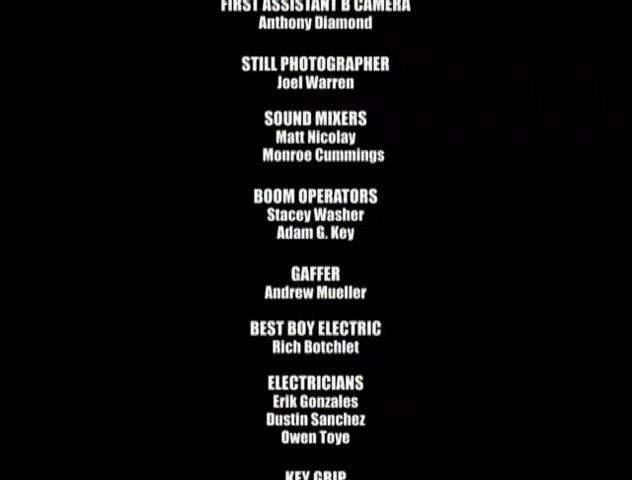 FIRST ASSISTANT B CAMERA
Anthony Diamond
STILL PHOTOGRAPHER
Joel Warren
SOUND MIXERS
Matt Nicolay
Monroe Cummings
BOOM OPERATORS
Stacey Washer
Adam G. Key
GAFFER
Andrew Mueller
BEST BOY ELECTRIC
Rich Botchlet
ELECTRICIANS
Erik Gonzales
Dustin Sanchez
Owen Toye
KEY GRIP